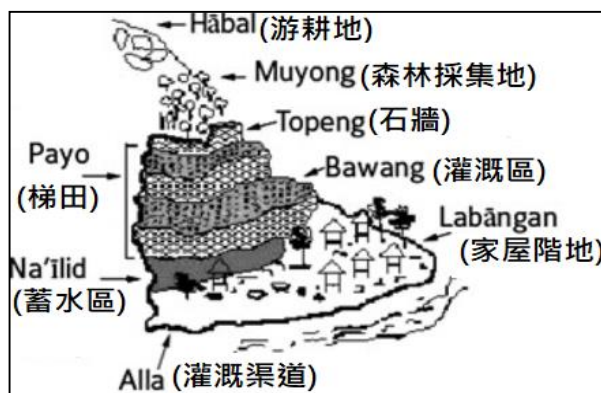 Hābal (游耕地)
Muyong (森林採集地)
Topeng (石牆)
Payo
(梯田)
Bawang (灌溉區)
Labāngan
(家屋階地)
Na'īlid
(蓄水區)
Alla (灌溉渠道)